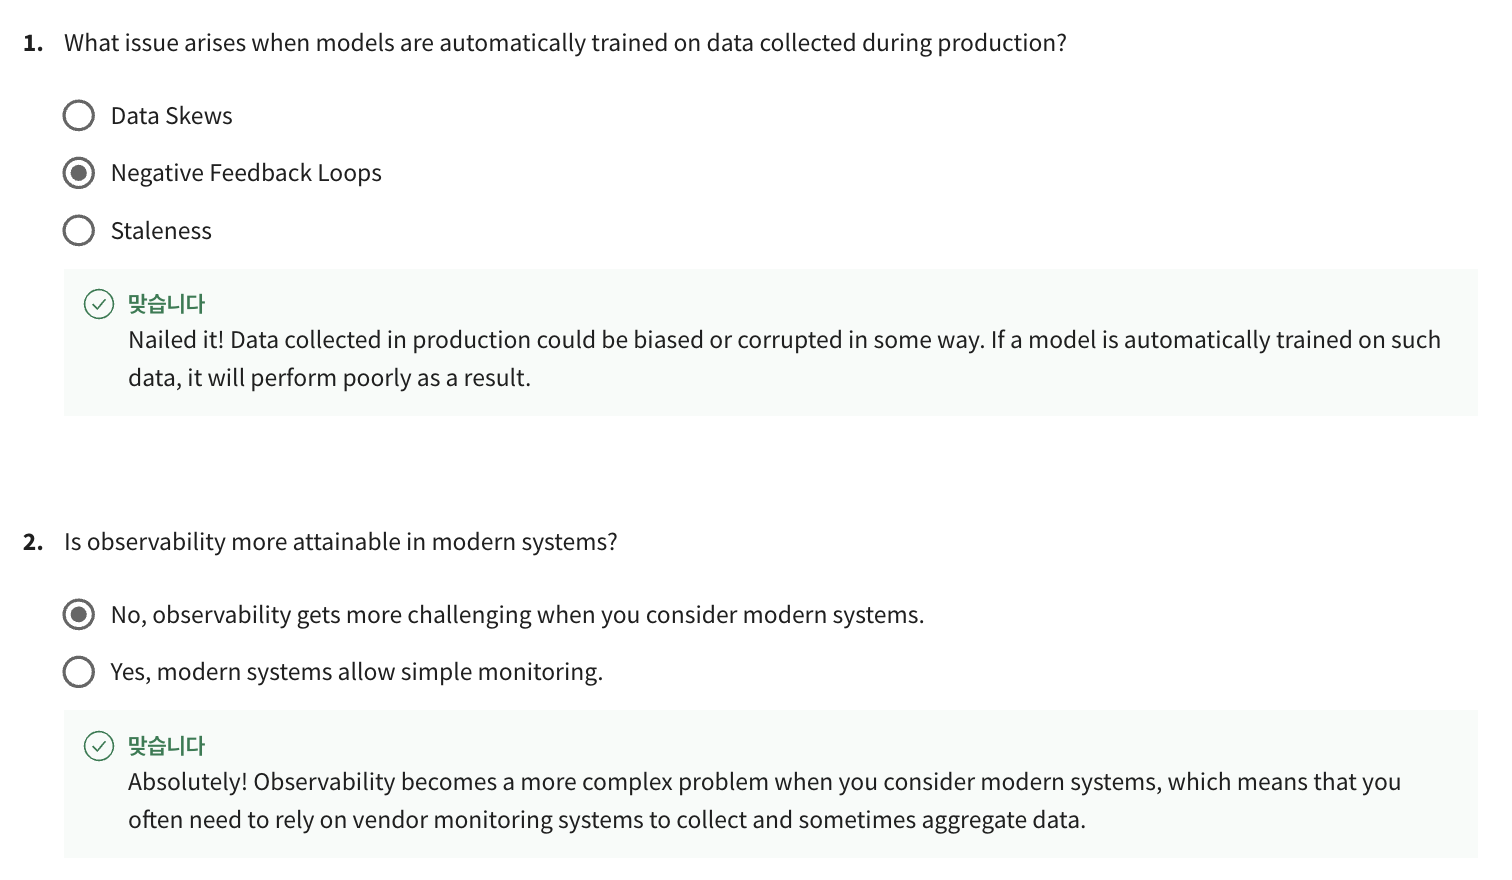 1. What issue arises when models are automatically trained on data collected during production?
Data Skews
Negative Feedback Loops
Staleness
맞습니다
Nailed it! Data collected in production could be biased or corrupted in some way. If a model is automatically trained on such
data, it will perform poorly as a result.
2. Is observability more attainable in modern systems?
No, observability gets more challenging when you consider modern systems.
Yes, modern systems allow simple monitoring.
맞습니다
Absolutely! Observability becomes a more complex problem when you consider modern systems, which means that you
often need to rely on vendor monitoring systems to collect and sometimes aggregate data.